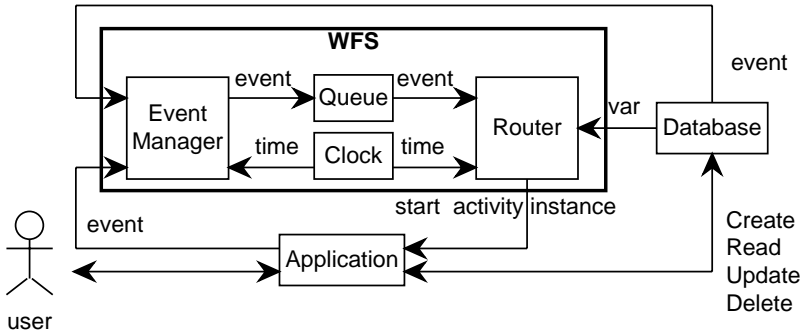 WFS
event
event
event
Event
Manager
Queue
Router
var
Database
time
Clock
time
start activity instance
event
Application
Create
Read
Update
Delete
user